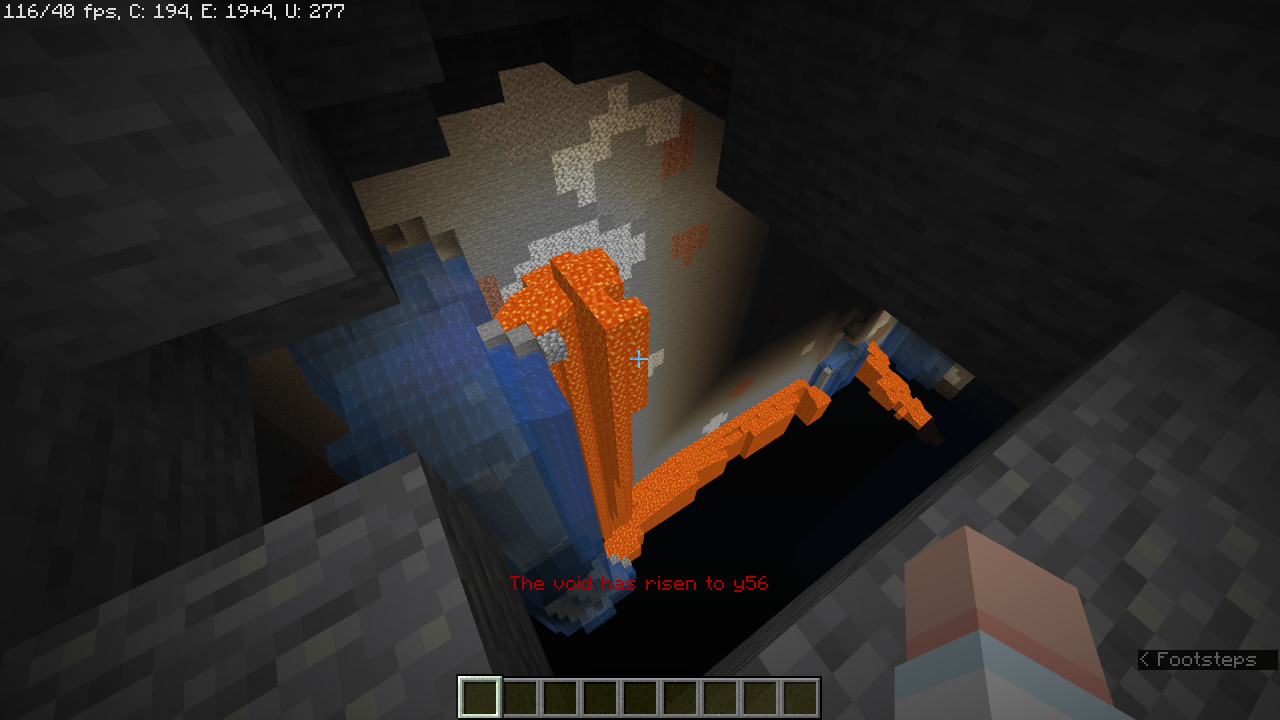 116/40 fps, C: 194, E: 19+4, U: 277
The void has risen to y56
< Footsteps